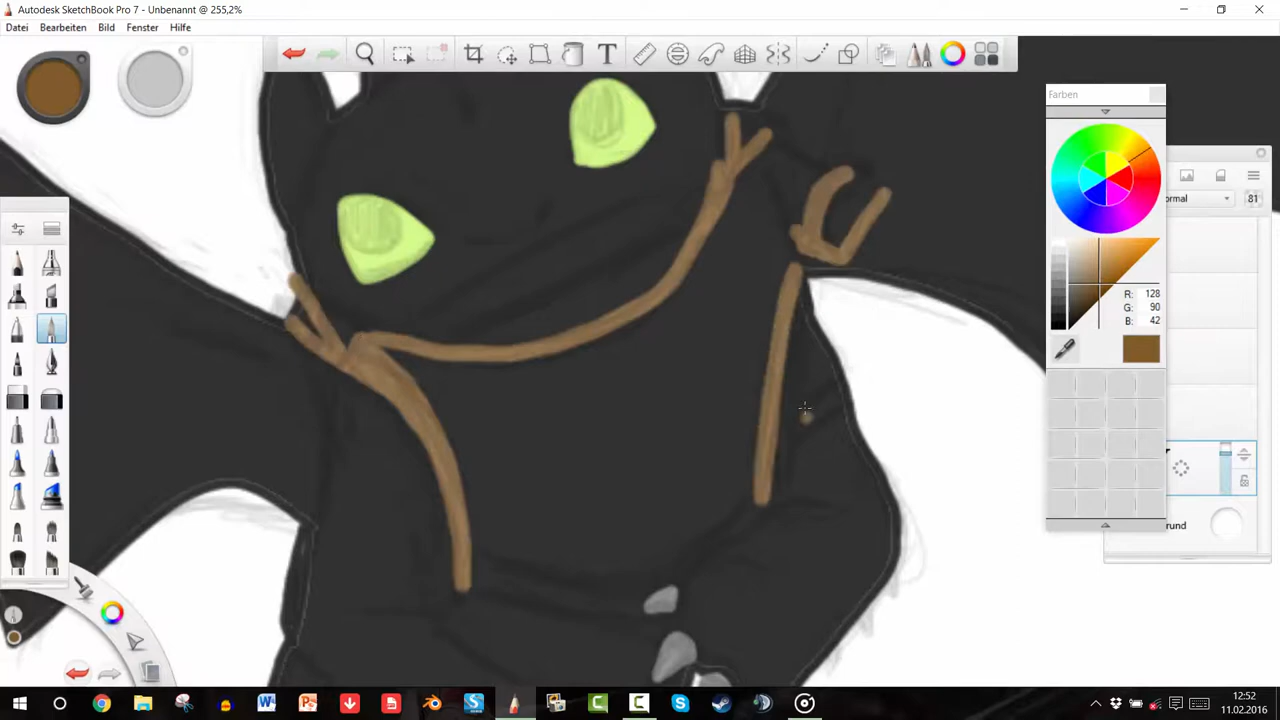 Autodesk SketchBook Pro 7 - Unbenannt @ 255,2%
Datei Bearbeiten Bild Fenster Hilfe
Farben
ormal 81
R: 128
G: 90
B: 42
rund
12:52
11.02.2016